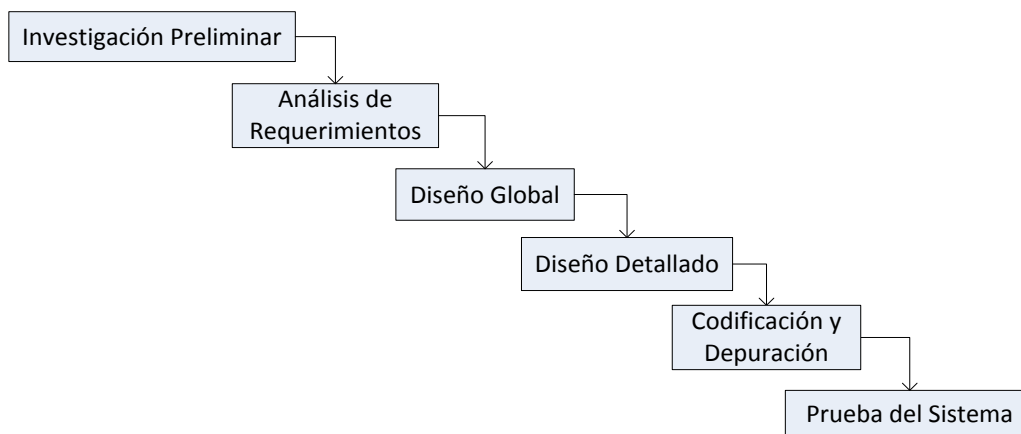 Investigación Preliminar
Análisis de
Requerimientos
Diseño Global
Diseño Detallado
Codificación y
Depuración
Prueba del Sistema